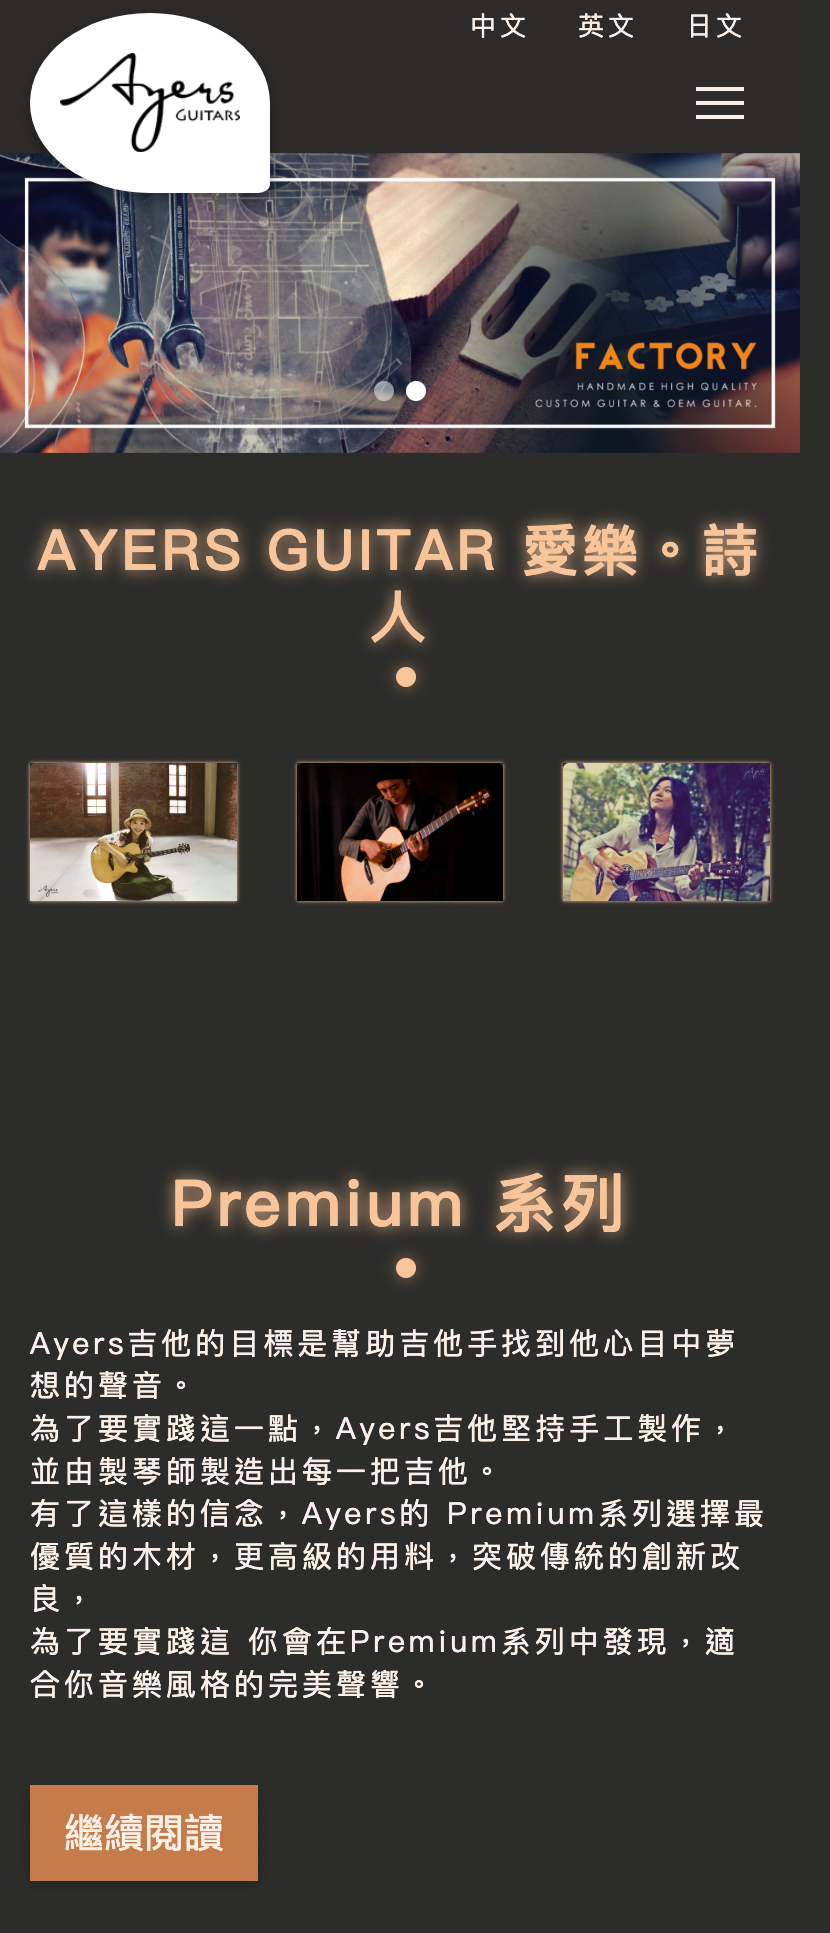 中文 英文 日文
Ayers
GUITARS
FACTORY
HANDMADE HIGH QUALITY
CUSTOM GUITAR & OEM GUITAR.
AYERS GUITAR 愛樂。詩
人
Premium 系列
Ayers吉他的目標是幫助吉他手找到他心目中夢
想的聲音。
為了要實踐這一點，Ayers吉他堅持手工製作，
並由製琴師製造出每一把吉他。
有了這樣的信念，Ayers的 Premium系列選擇最
優質的木材，更高級的用料，突破傳統的創新改
良，
為了要實踐這 你會在Premium系列中發現，適
合你音樂風格的完美聲響。
繼續閱讀